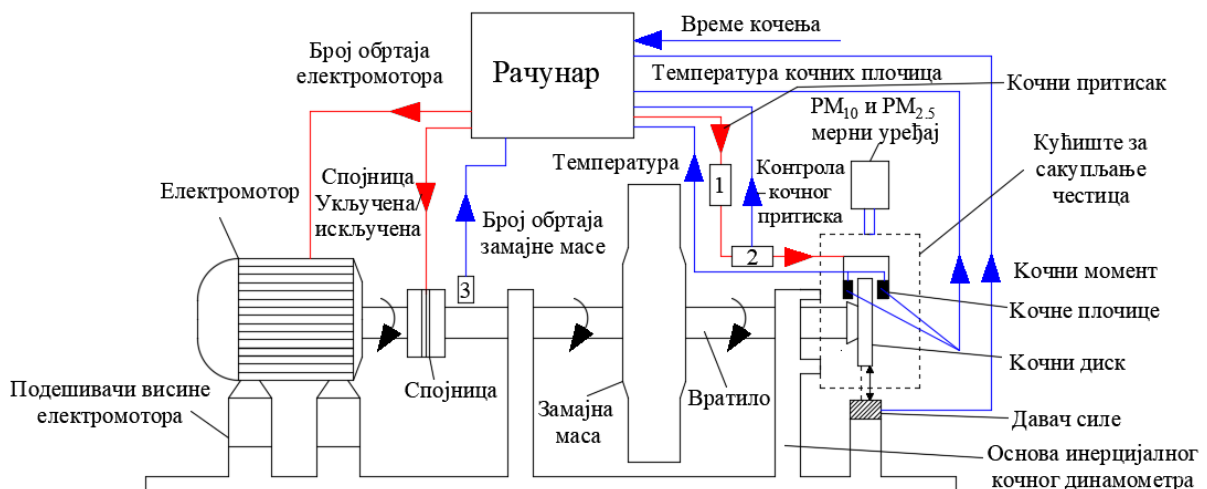 Време кочења
Број обртаја
електромотора
Рачунар
Температура кочних плочица
Кочни притисак
PM10 и PM2.5
мерни уређај
Кућиште за
сакупљање
честица
Температура
Контрола
кочног
притиска
1
Електромотор
Спојница
Укључена/
искључена
Број обртаја
замајне масе
2
3
Кочни момент
Кочне плочице
Кочни диск
Подешивачи висине
електромотора
Спојница
Замајна
маса
Вратило
Давач силе
Основа инерцијалног
кочног динамометра